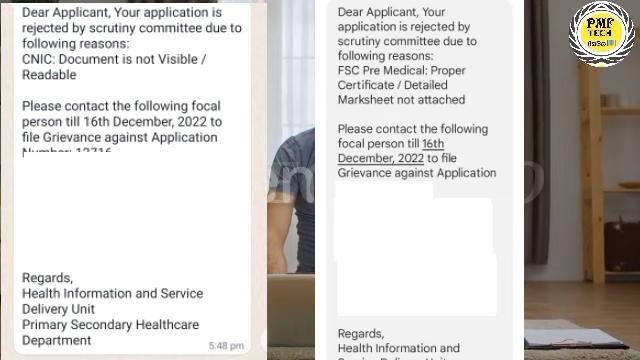 Dear Applicant, Your application is
rejected by scrutiny committee due to
following reasons:
CNIC: Document is not Visible /
Readable
Please contact the following focal
person till 16th December, 2022 to
file Grievance against Application
Regards,
Health Information and Service
Delivery Unit
Primary Secondary Healthcare
Department
5:48 pm
Dear Applicant, Your
application is rejected by
scrutiny committee due to
following reasons:
FSC Pre Medical: Proper
Certificate / Detailed
Marksheet not attached
Please contact the following
focal person till 16th
December, 2022 to file
Grievance against Application
Regards,
Health Information and
PMF
TECH